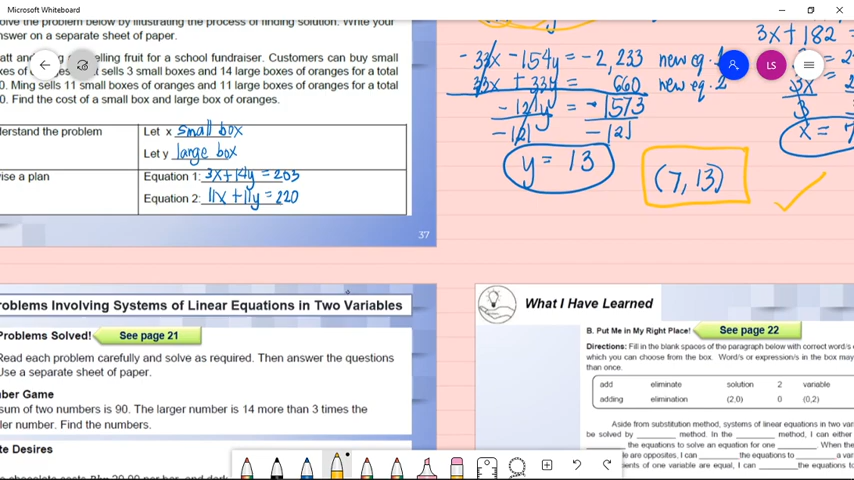 Microsoft Whiteboard
olve the problem below by illustrating the process of finding solution. Write your
nswer on a separate sheet of paper.
att and elling fruit for a school fundraiser. Customers can buy small
xes of sells 3 small boxes and 14 large boxes of oranges for a total
0. Ming sells 11 small boxes and 11 large boxes of oranges for a total
0. Find the cost of a small box and large box of oranges.
derstand the problem
Let x small box
Let y large box
vise a plan
Equation 1: 3x+14y = 203
Equation 2: 11x +11y = 220
37
- 33x - 154y = - 2,233 new eq. 1
33x + 33y = 660 new eq. 2
- 121y = - 1573
- 121 - 121
y = 13
(7, 13)
3x + 182 =
3x
3
x = 7
LS
roblems Involving Systems of Linear Equations in Two Variables
Problems Solved! See page 21
Read each problem carefully and solve as required. Then answer the questions
Use a separate sheet of paper.
ber Game
sum of two numbers is 90. The larger number is 14 more than 3 times the
ler number. Find the numbers.
te Desires
What I Have Learned
B. Put Me in My Right Place! See page 22
Directions: Fill in the blank spaces of the paragraph below with correct word/s
which you can choose from the box. Word/s or expression/s in the box may
than once.
add eliminate solution 2 variable
adding elimination (2,0) 0 (0,2)
Aside from substitution method, systems of linear equations in two var
be solved by ________ method. In the ________ method, I can either
________ the equations to solve an equation for one ________. When the
le are opposites, I can ________ the equations to ________ a var
ients of one variable are equal, I can ________ the equations to